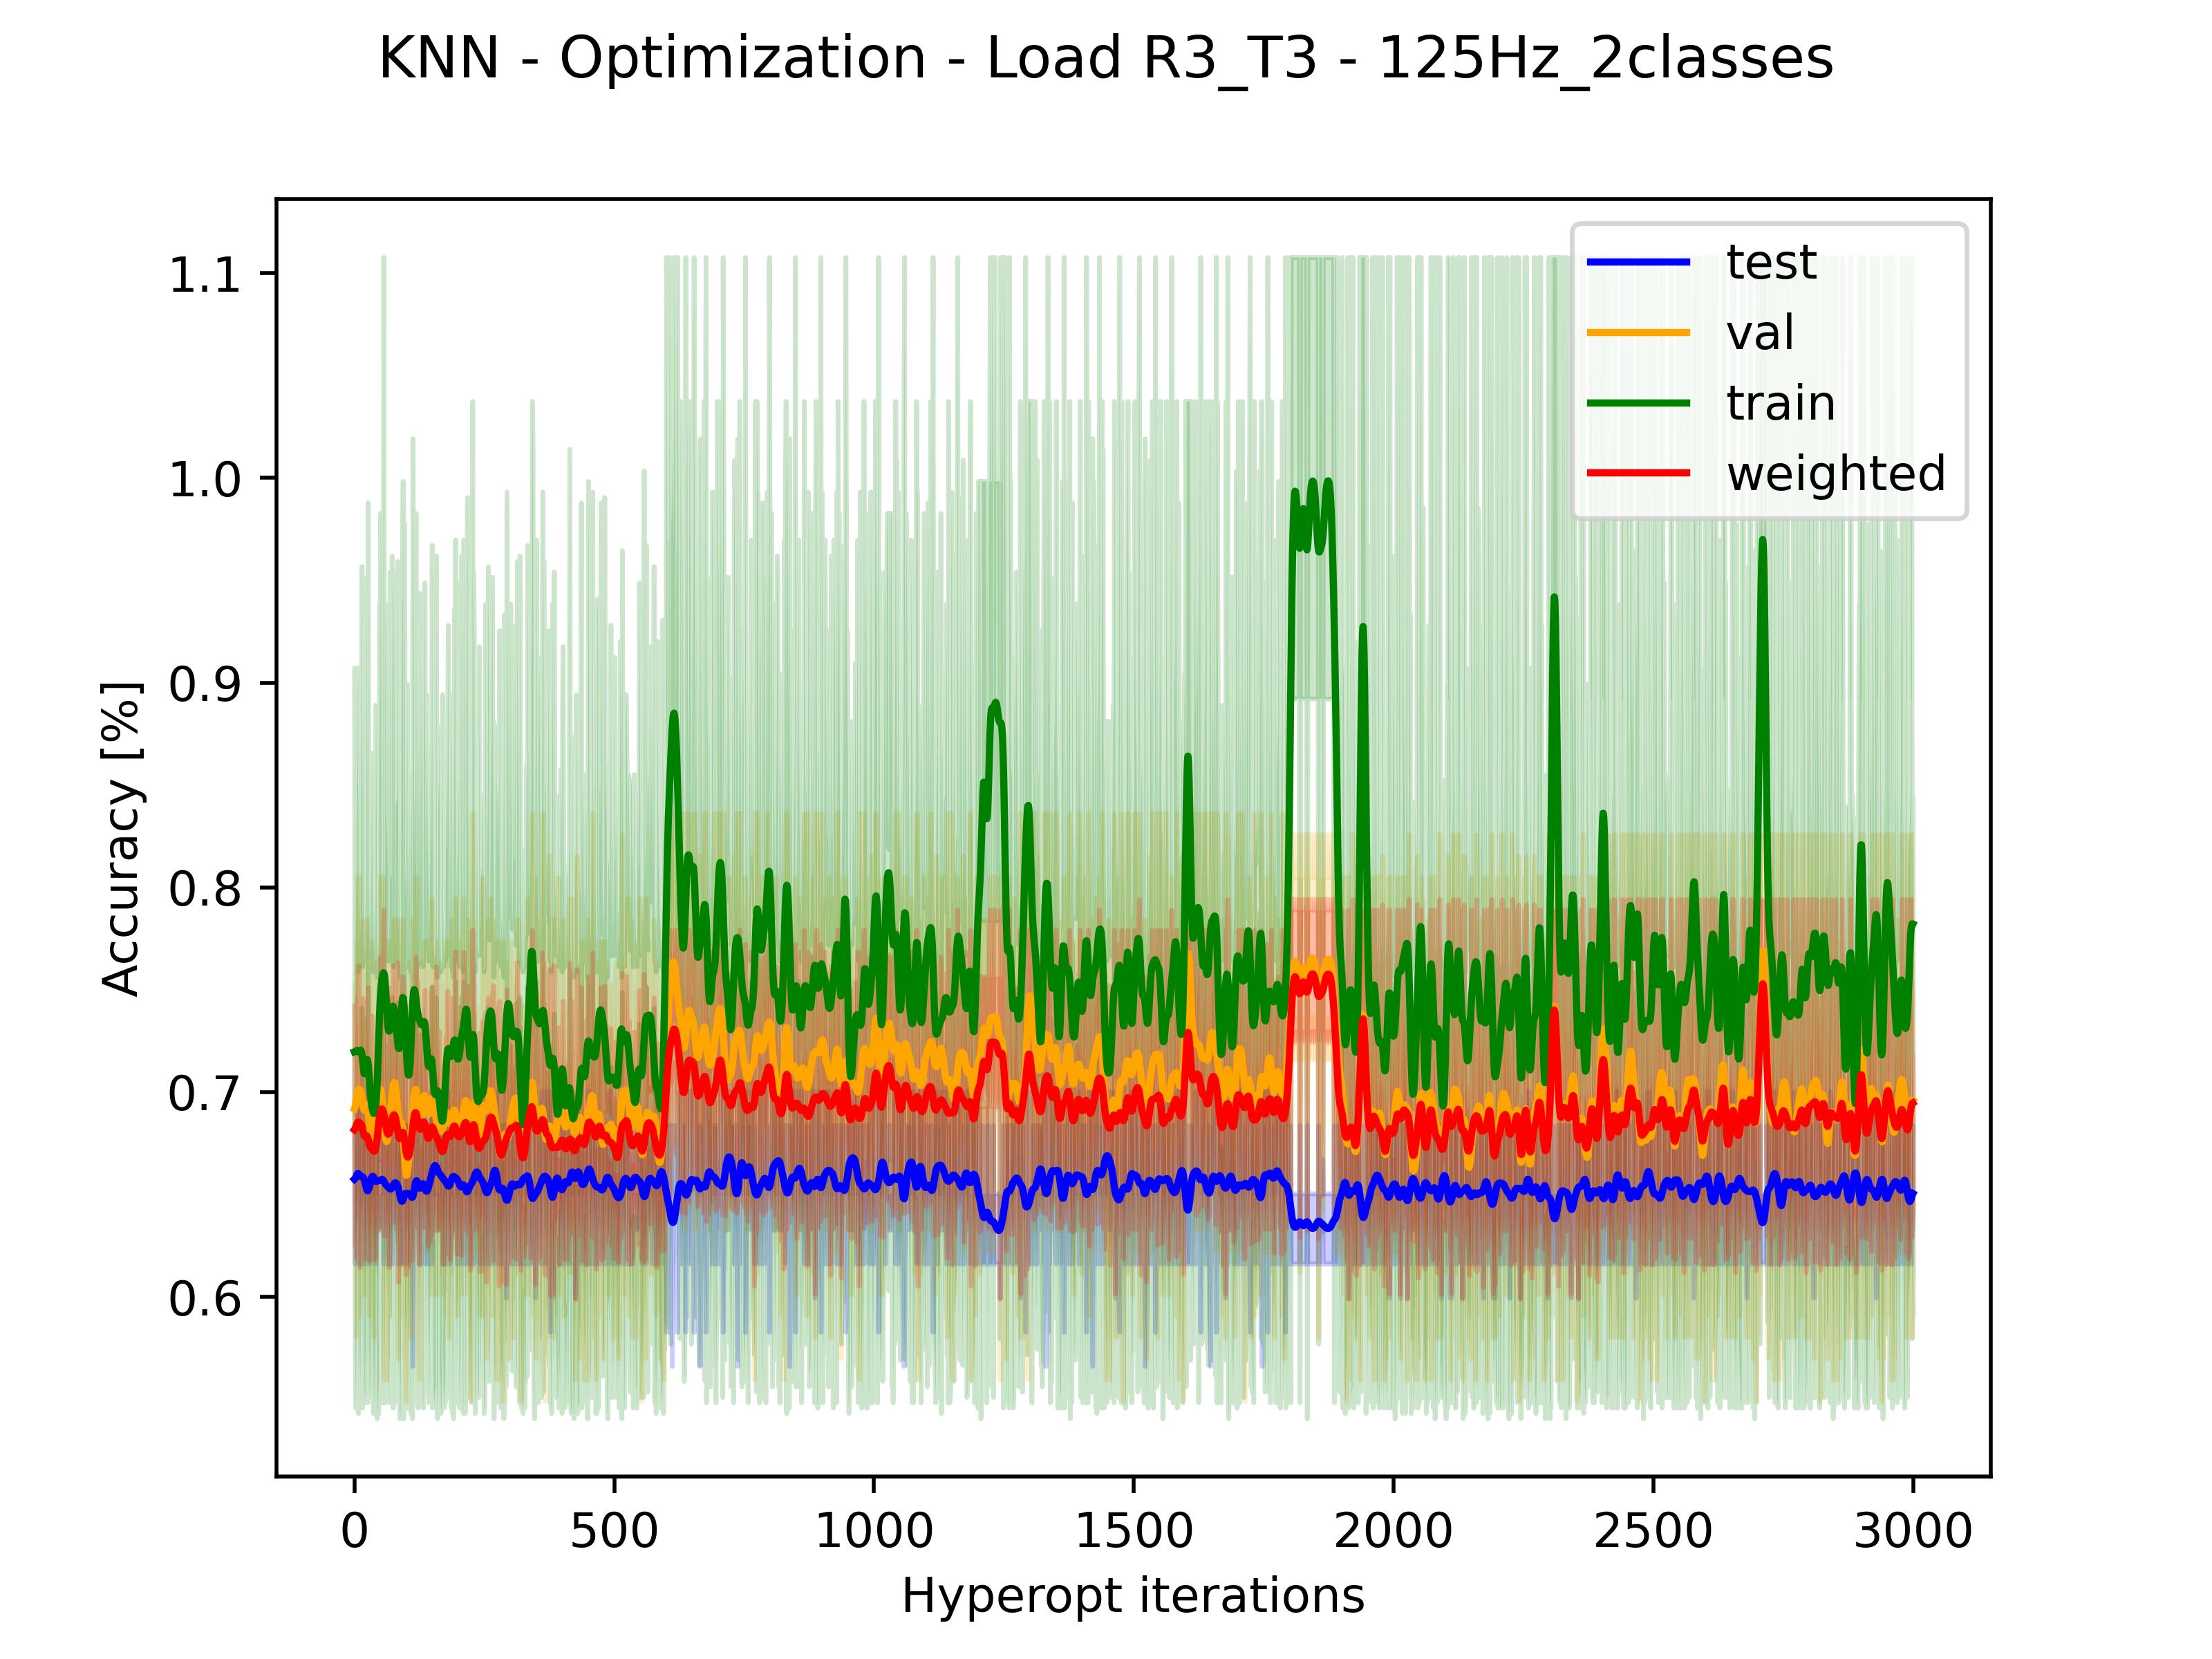 KNN - Optimization - Load R3_T3 - 125Hz_2classes
test
val
train
weighted
1.1
1.0
0.9
0.8
0.7
0.6
Accuracy [%]
0
500
1000
1500
2000
2500
3000
Hyperopt iterations